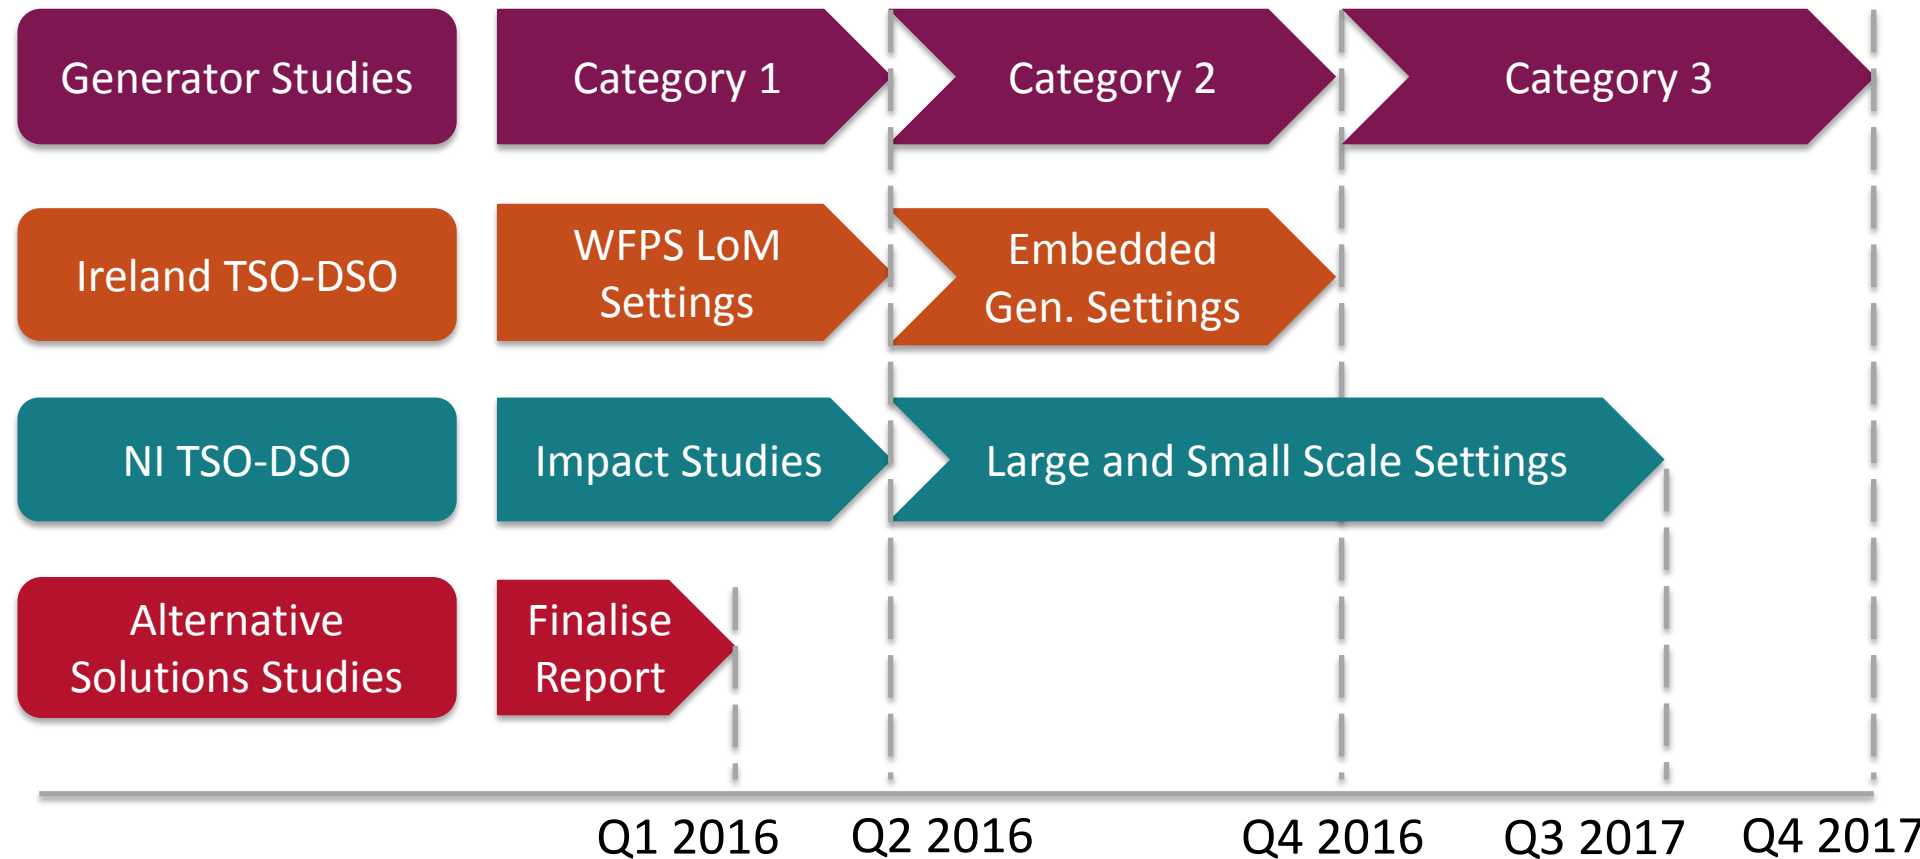 Generator Studies
Category 1
Category 2
Category 3
Ireland TSO-DSO
WFPS LoM
Settings
Embedded
Gen. Settings
NI TSO-DSO
Impact Studies
Large and Small Scale Settings
Alternative
Solutions Studies
Finalise
Report
Q1 2016
Q2 2016
Q4 2016
Q3 2017
Q4 2017